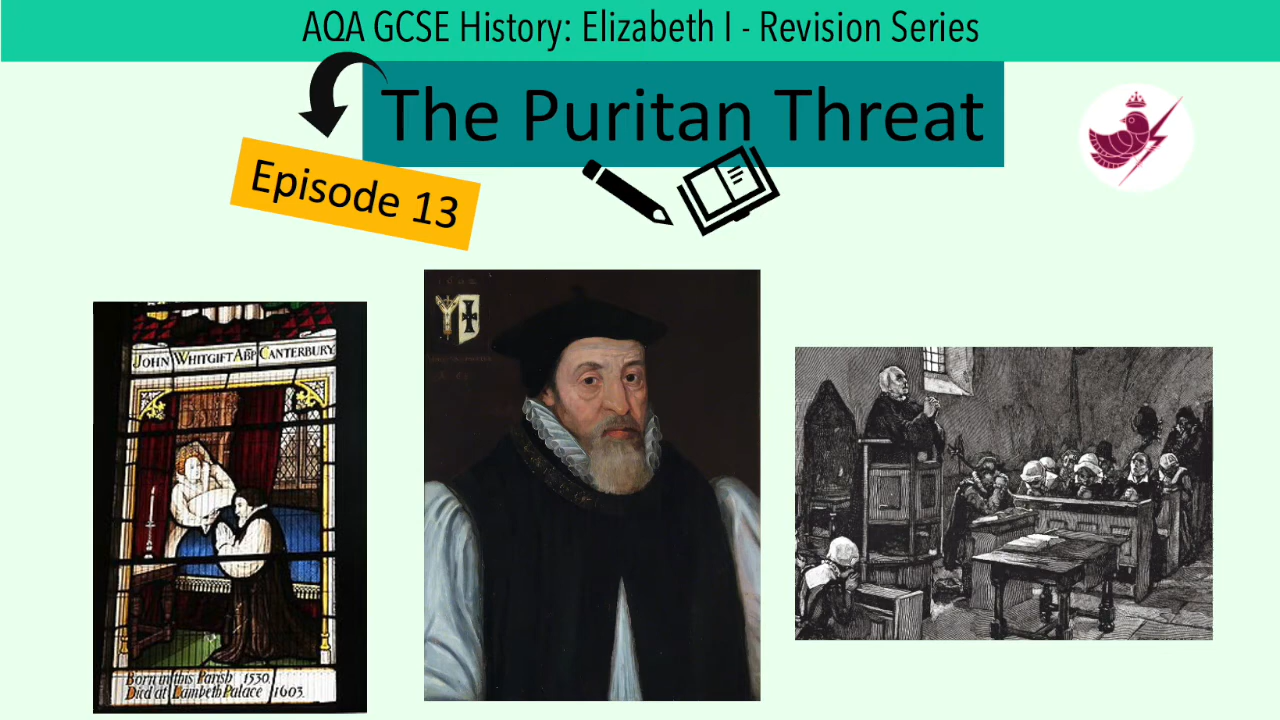 AQA GCSE History: Elizabeth I - Revision Series
The Puritan Threat
Episode 13
JOHN WHITGIFT ABP CANTERBURY
Born in this Parish 1530,
Died at Lambeth Palace 1603.